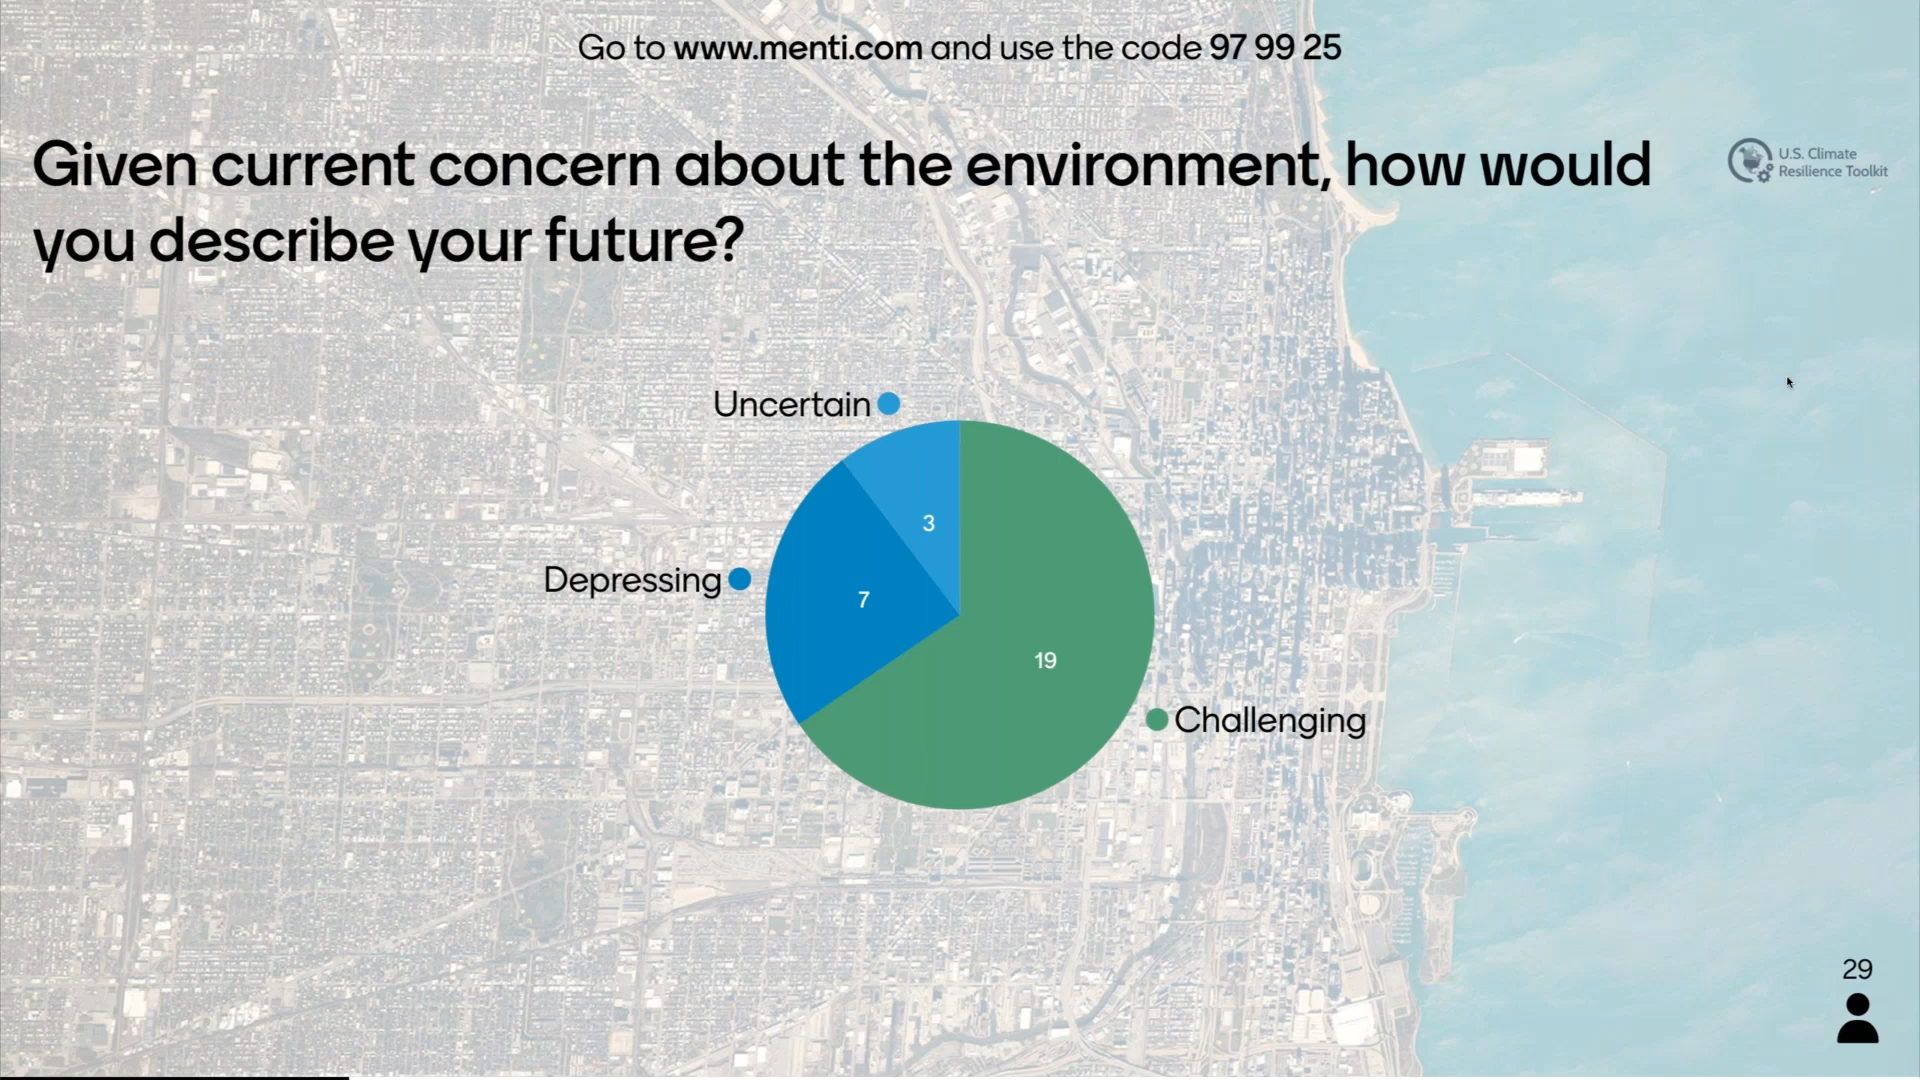 Go to www.menti.com and use the code 97 99 25
Given current concern about the environment, how would
you describe your future?
U.S. Climate
Resilience Toolkit
Uncertain
3
Depressing
7
19
Challenging
29